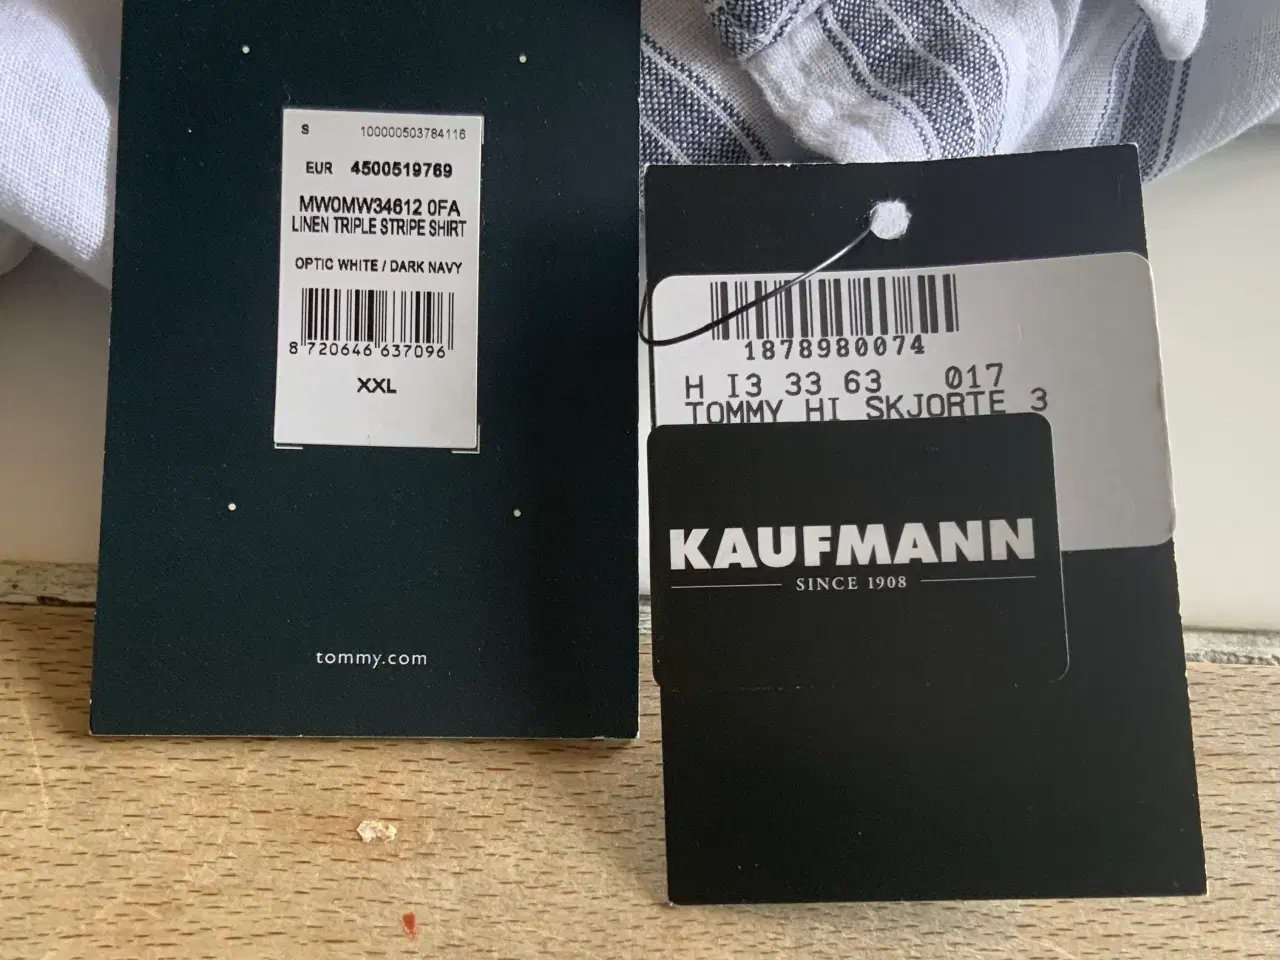 S 100000503784116
EUR 4500519769
MW0MW34612 0FA
LINEN TRIPLE STRIPE SHIRT
OPTIC WHITE / DARK NAVY
8 720646 637096
XXL
tommy.com
1878980074
H I3 33 63 017
TOMMY HI SKJORTE 3
KAUFMANN
SINCE 1908